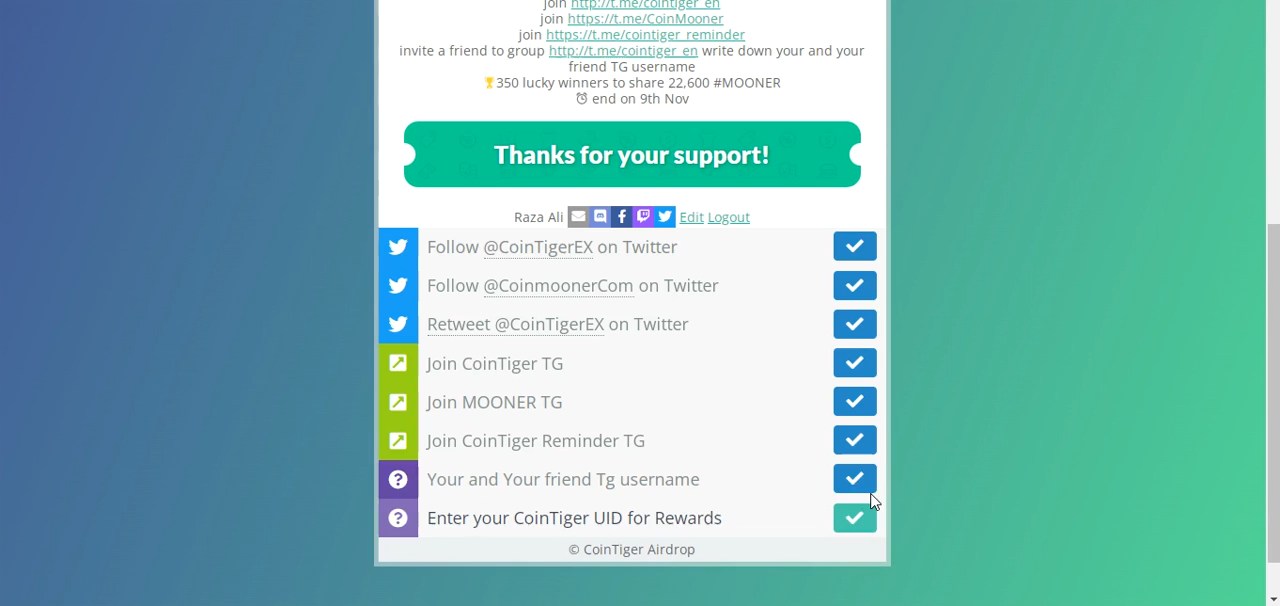 join http://t.me/cointiger_en
join https://t.me/CoinMooner
join https://t.me/cointiger_reminder
invite a friend to group http://t.me/cointiger_en write down your and your
friend TG username
🏆350 lucky winners to share 22,600 #MOONER
⏰ end on 9th Nov
Thanks for your support!
Raza Ali Edit Logout
Follow @CoinTigerEX on Twitter
Follow @CoinmoonerCom on Twitter
Retweet @CoinTigerEX on Twitter
Join CoinTiger TG
Join MOONER TG
Join CoinTiger Reminder TG
Your and Your friend Tg username
Enter your CoinTiger UID for Rewards
© CoinTiger Airdrop